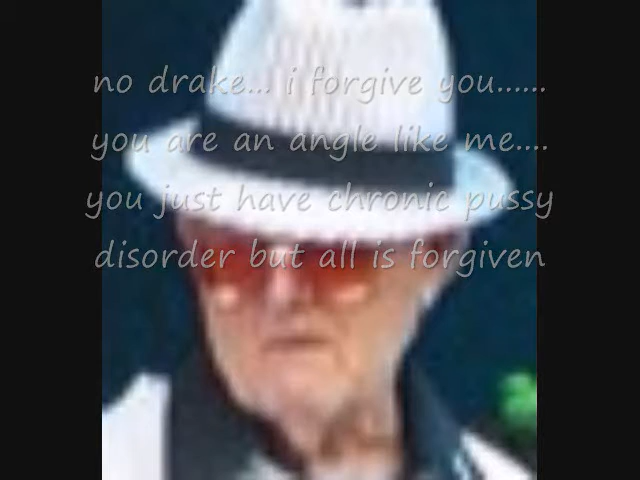 no drake... i forgive you......
you are an angle like me....
you just have chronic pussy
disorder but all is forgiven